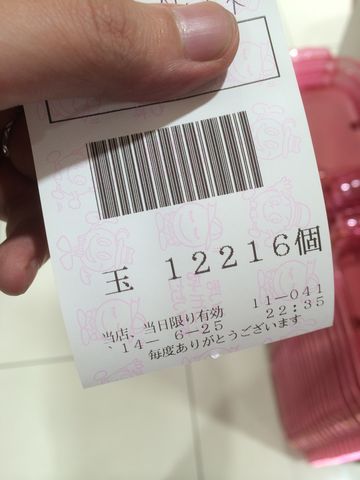 玉 12216個
当店、当日限り有効 11-041
'14- 6-25 22:35
毎度ありがとうございます